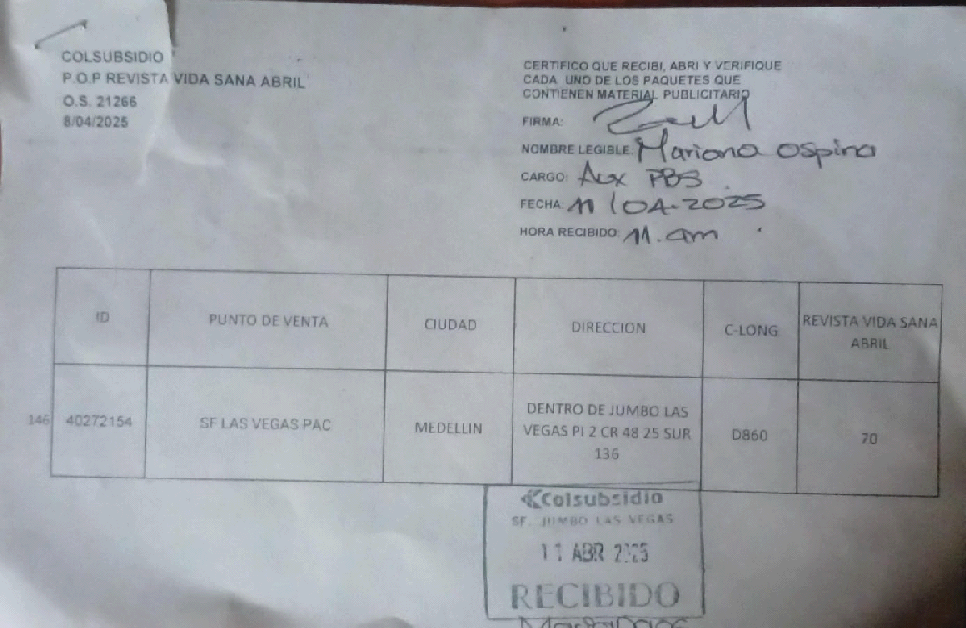 COLSUBSIDIO
P.O.P REVISTA VIDA SANA ABRIL
O.S. 21266
8/04/2025
CERTIFICO QUE RECIBI, ABRI Y VERIFIQUE
CADA UNO DE LOS PAQUETES QUE
CONTIENEN MATERIAL PUBLICITARIO
FIRMA:
NOMBRE LEGIBLE: Mariana Ospina
CARGO: Aux PBS
FECHA 11/04-2025
HORA RECIBIDO: 11. am
ID PUNTO DE VENTA CIUDAD DIRECCION C-LONG REVISTA VIDA SANA ABRIL
146 40272154 SF LAS VEGAS PAC MEDELLIN DENTRO DE JUMBO LAS VEGAS PI 2 CR 48 25 SUR 136 D860 70
Colsubsidio
SF. JUMBO LAS VEGAS
11 ABR 2025
RECIBIDO